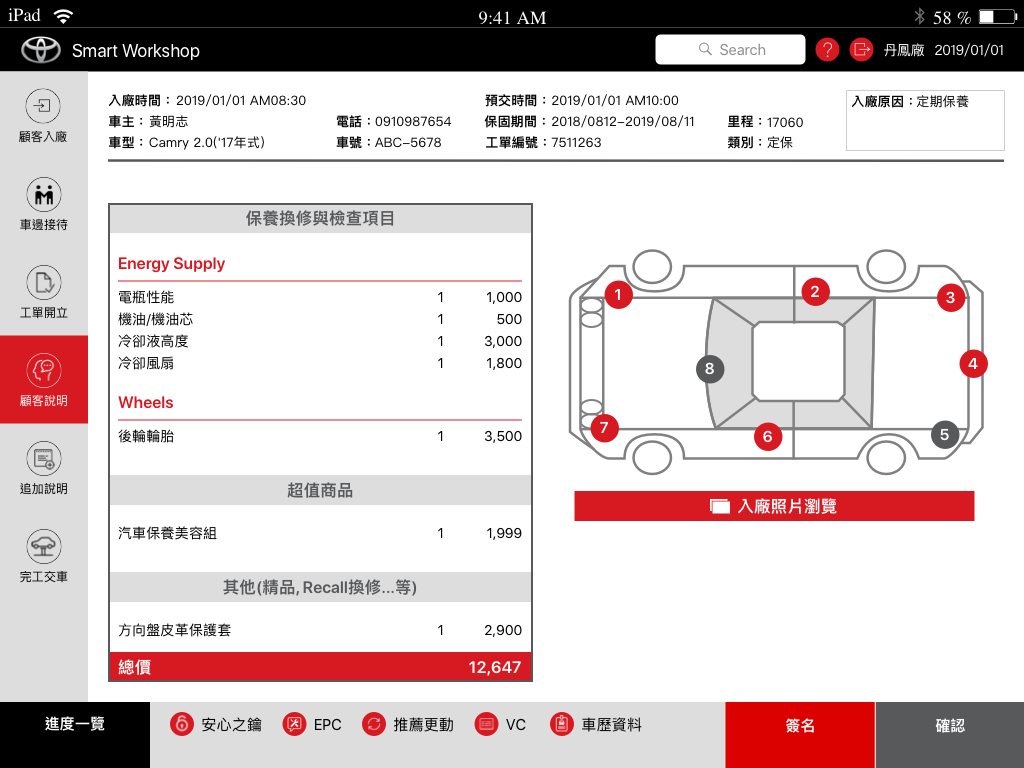 iPad 9:41 AM 58 %
Smart Workshop Search ? 丹鳳廠 2019/01/01
入廠時間：2019/01/01 AM08:30 預交時間：2019/01/01 AM10:00 入廠原因：定期保養
車主：黃明志 電話：0910987654 保固期間：2018/0812–2019/08/11 里程：17060
車型：Camry 2.0('17年式) 車號：ABC–5678 工單編號：7511263 類別：定保
顧客入廠
車邊接待
工單開立
顧客說明
追加說明
完工交車
保養換修與檢查項目
Energy Supply
電瓶性能 1 1,000
機油/機油芯 1 500
冷卻液高度 1 3,000
冷卻風扇 1 1,800
Wheels
後輪輪胎 1 3,500
超值商品
汽車保養美容組 1 1,999
其他(精品, Recall換修...等)
方向盤皮革保護套 1 2,900
總價 12,647
1
2
3
4
5
6
7
8
入廠照片瀏覽
進度一覽 安心之鑰 EPC 推薦更動 VC 車歷資料 簽名 確認